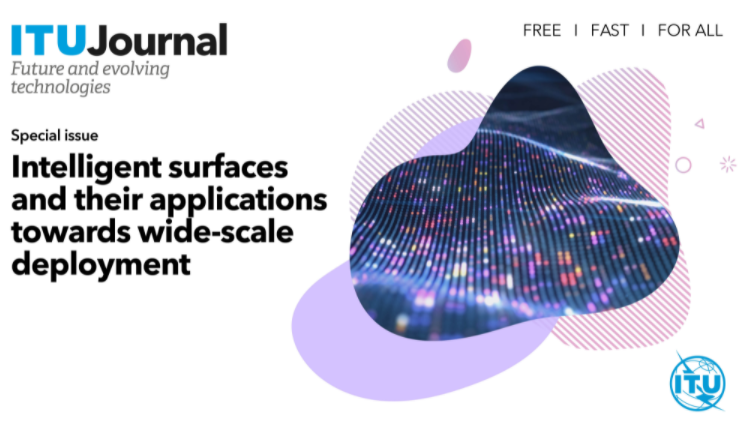 ITUJournal
Future and evolving
technologies
FREE I FAST I FOR ALL
Special issue
Intelligent surfaces
and their applications
towards wide-scale
deployment
ITU